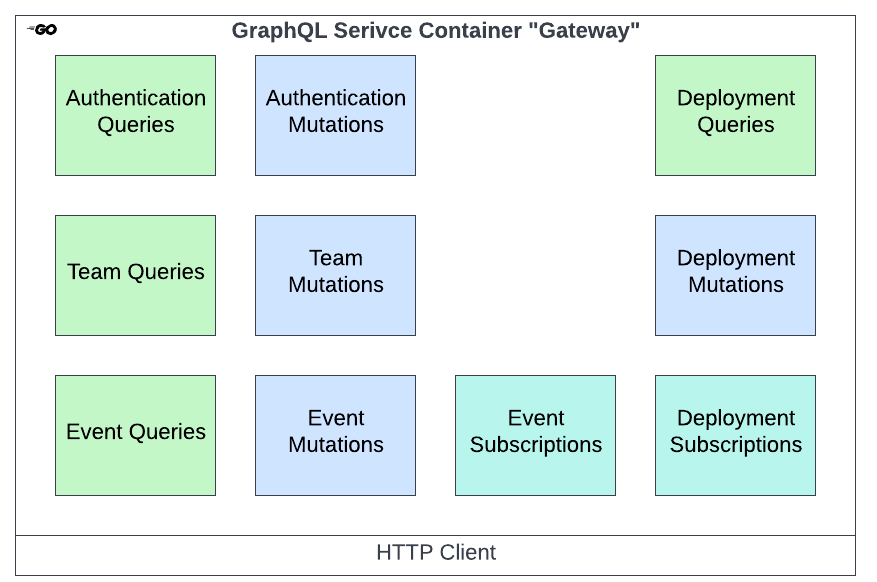 GO
GraphQL Serivce Container "Gateway"
Authentication
Queries
Authentication
Mutations
Deployment
Queries
Team Queries
Team
Mutations
Deployment
Mutations
Event Queries
Event
Mutations
Event
Subscriptions
Deployment
Subscriptions
HTTP Client